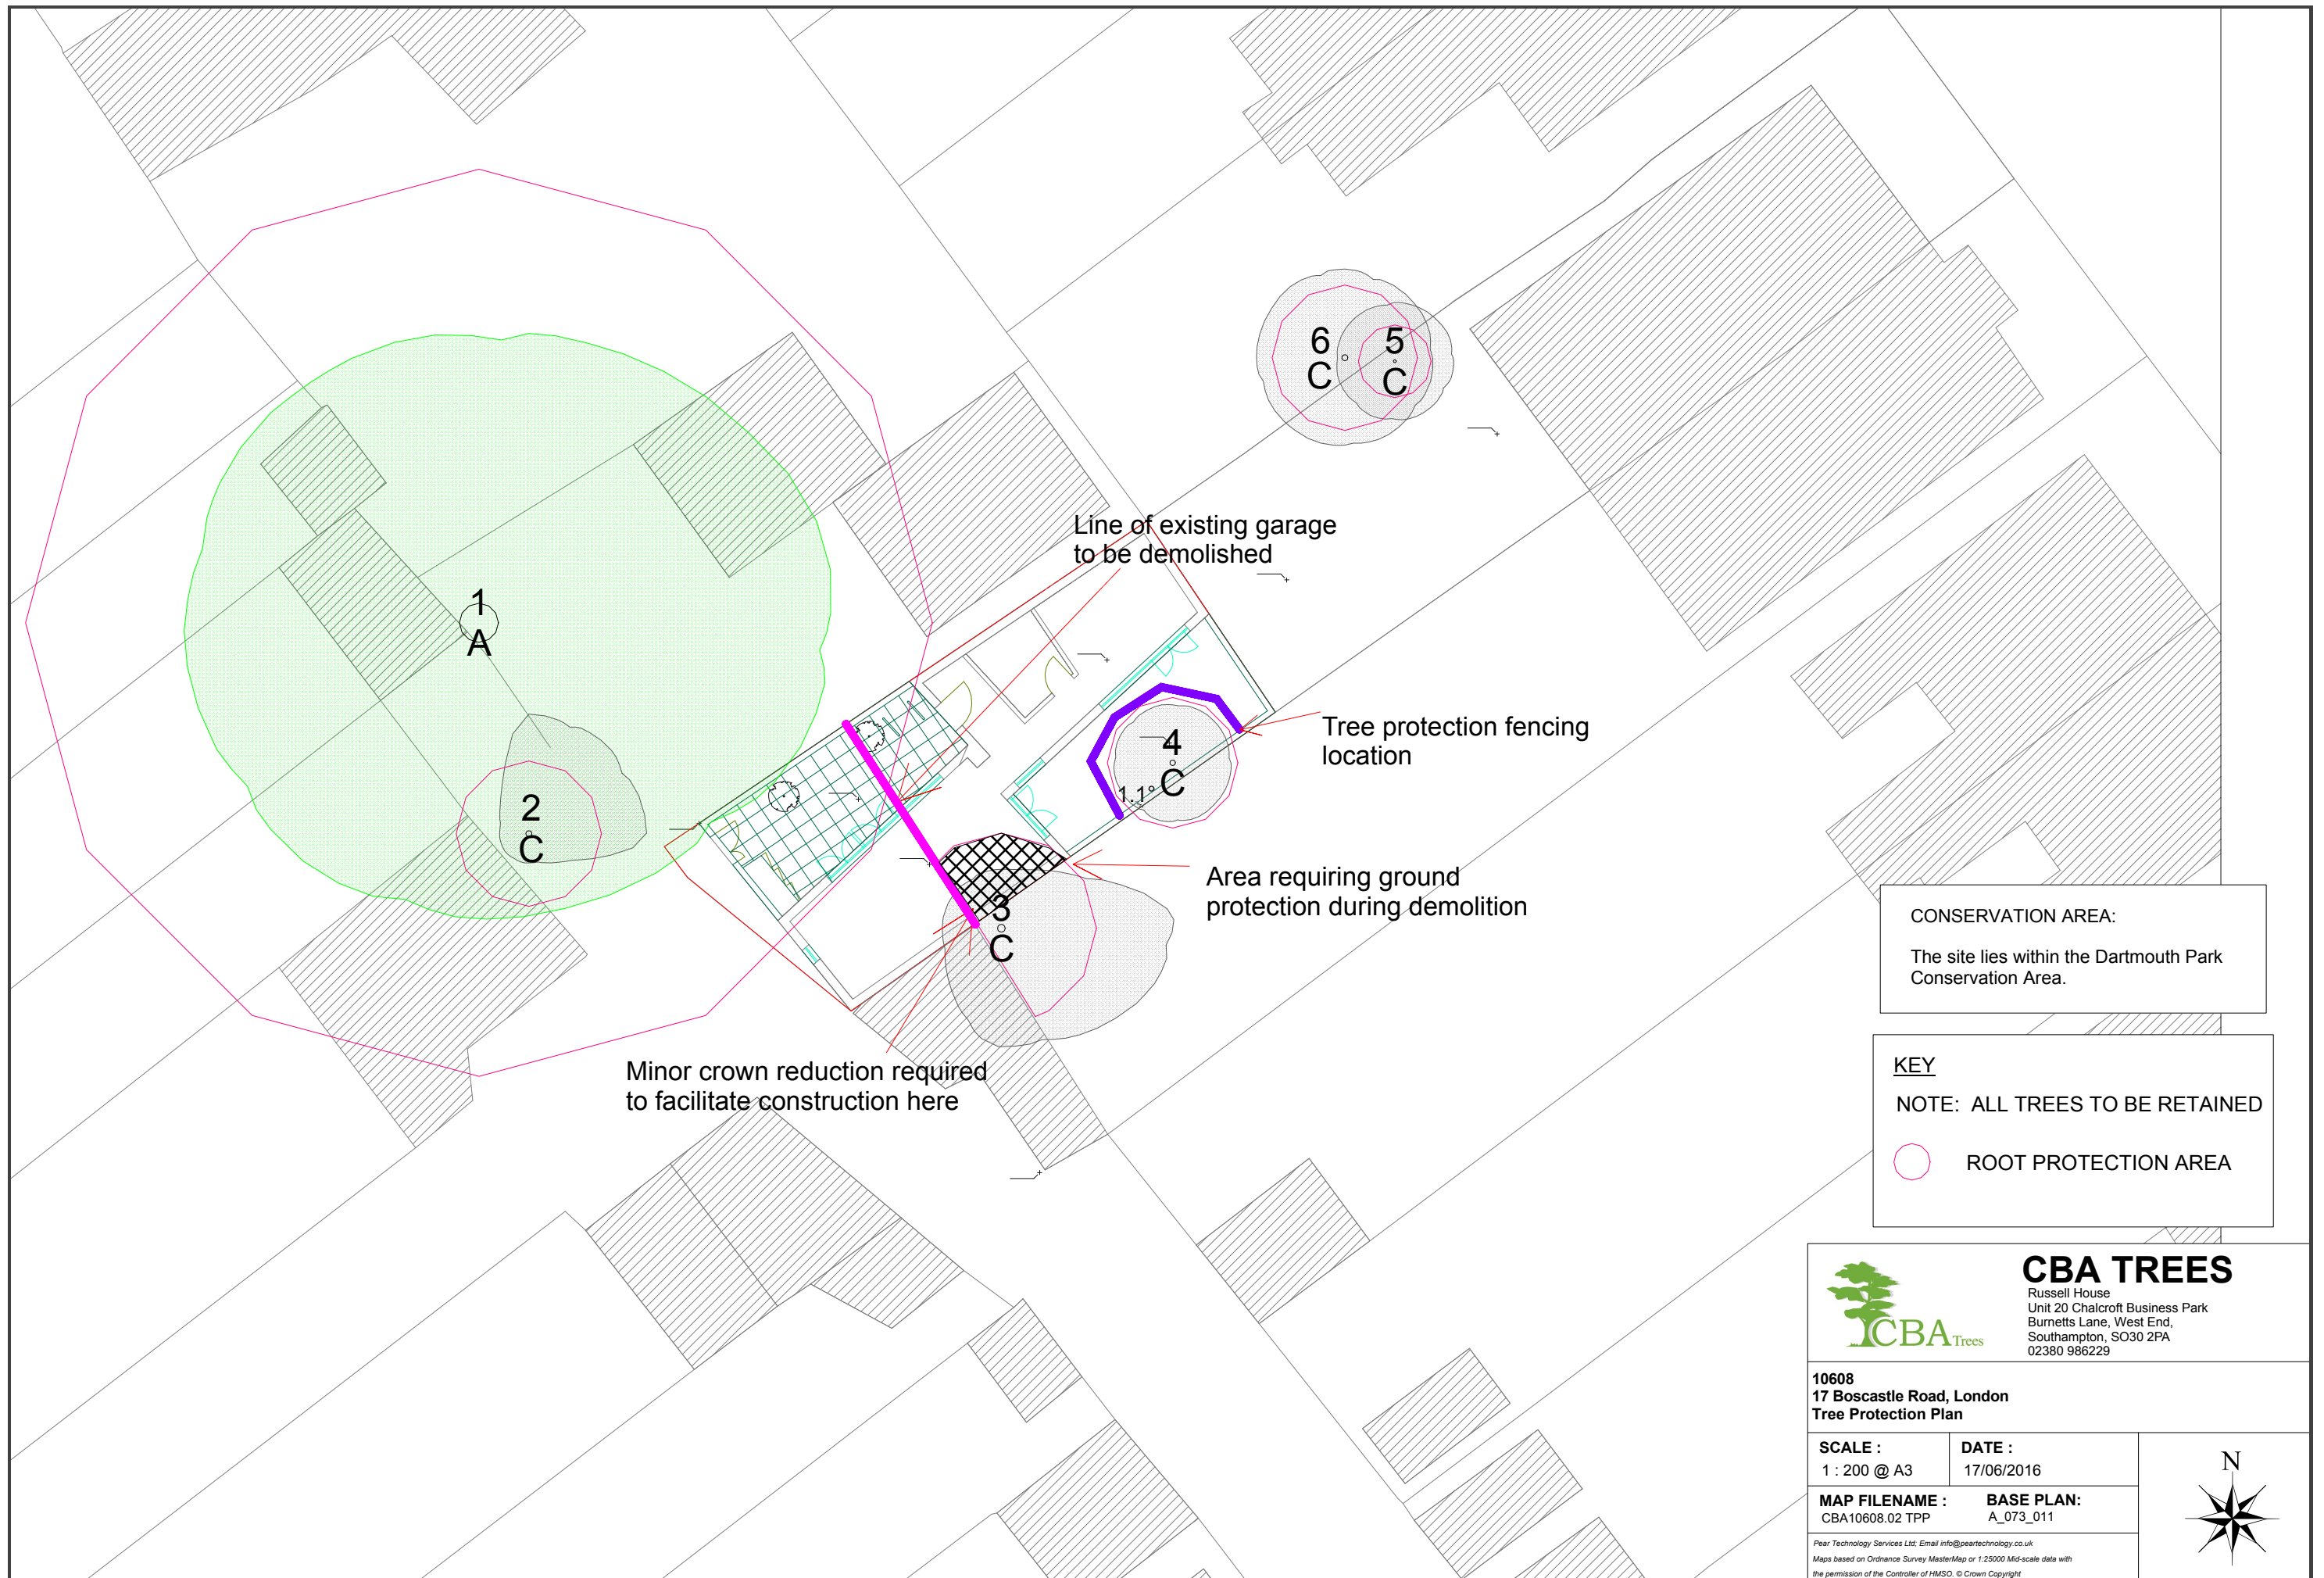 6
C
5
C
Line of existing garage
to be demolished
1
A
Tree protection fencing
location
4
C
1.1°
2
C
Area requiring ground
protection during demolition
3
C
Minor crown reduction required
to facilitate construction here
CONSERVATION AREA:
The site lies within the Dartmouth Park
Conservation Area.
KEY
NOTE: ALL TREES TO BE RETAINED
ROOT PROTECTION AREA
CBA Trees
CBA TREES
Russell House
Unit 20 Chalcroft Business Park
Burnetts Lane, West End,
Southampton, SO30 2PA
02380 986229
10608
17 Boscastle Road, London
Tree Protection Plan
SCALE :
1 : 200 @ A3
DATE :
17/06/2016
MAP FILENAME :
CBA10608.02 TPP
BASE PLAN:
A_073_011
N
Pear Technology Services Ltd; Email info@peartechnology.co.uk
Maps based on Ordnance Survey MasterMap or 1:25000 Mid-scale data with
the permission of the Controller of HMSO. © Crown Copyright